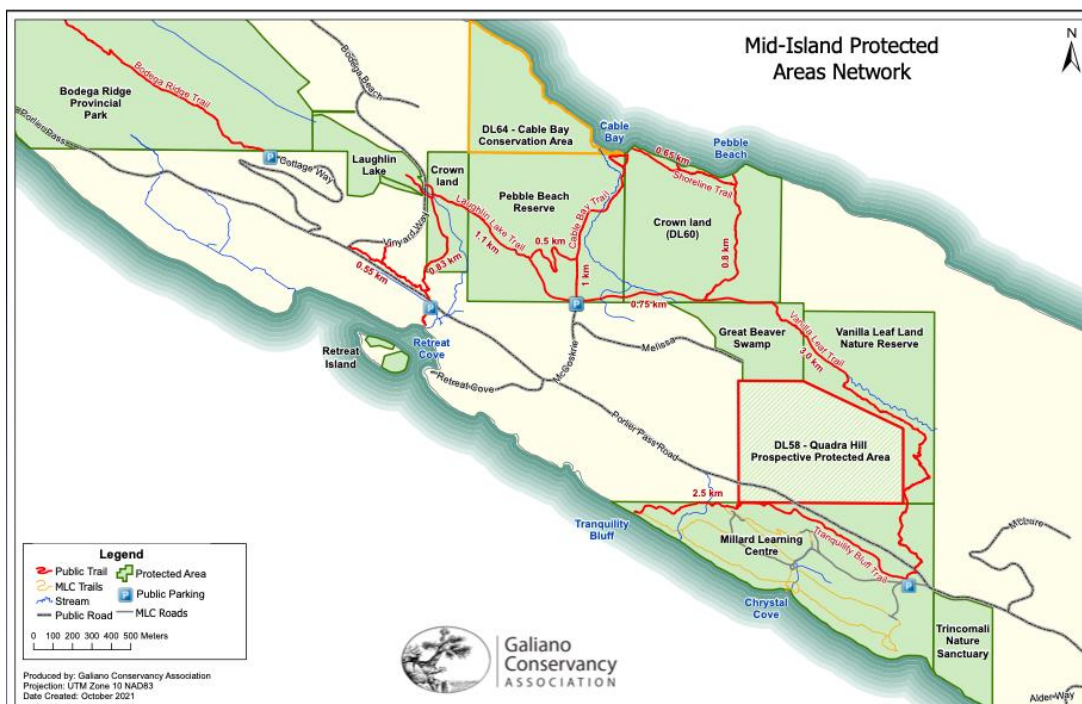 Mid-Island Protected
Areas Network
N
Bodega Ridge Trail
Bodega Ridge
Provincial
Park
Porlier Pass
Bodega Beach
P
Cottage Way
Laughlin
Lake
Crown
land
DL64 - Cable Bay
Conservation Area
Cable
Bay
Pebble
Beach
0.65 km
Shoreline Trail
Pebble Beach
Reserve
Laughlin Lake Trail
1.1 km
0.5 km
Cable Bay Trail
1 km
Crown land
(DL60)
0.8 km
Vinyard Way
0.83 km
0.55 km
P
P
0.75 km
Retreat
Cove
Retreat
Island
Retreat Cove
McCoskrie
Melissa
Great Beaver
Swamp
Vanilla Leaf Trail
3.0 km
Vanilla Leaf Land
Nature Reserve
Porlier Pass Road
DL58 - Quadra Hill
Prospective Protected Area
2.5 km
Tranquility
Bluff
Millard Learning
Centre
Tranquility Bluff Trail
P
McIure
Chrystal
Cove
Trincomali
Nature
Sanctuary
Alder Way
Legend
Public Trail
Protected Area
MLC Trails
Stream
P Public Parking
Public Road
MLC Roads
0 100 200 300 400 500 Meters
Produced by: Galiano Conservancy Association
Projection: UTM Zone 10 NAD83
Date Created: October 2021
Galiano
Conservancy
ASSOCIATION